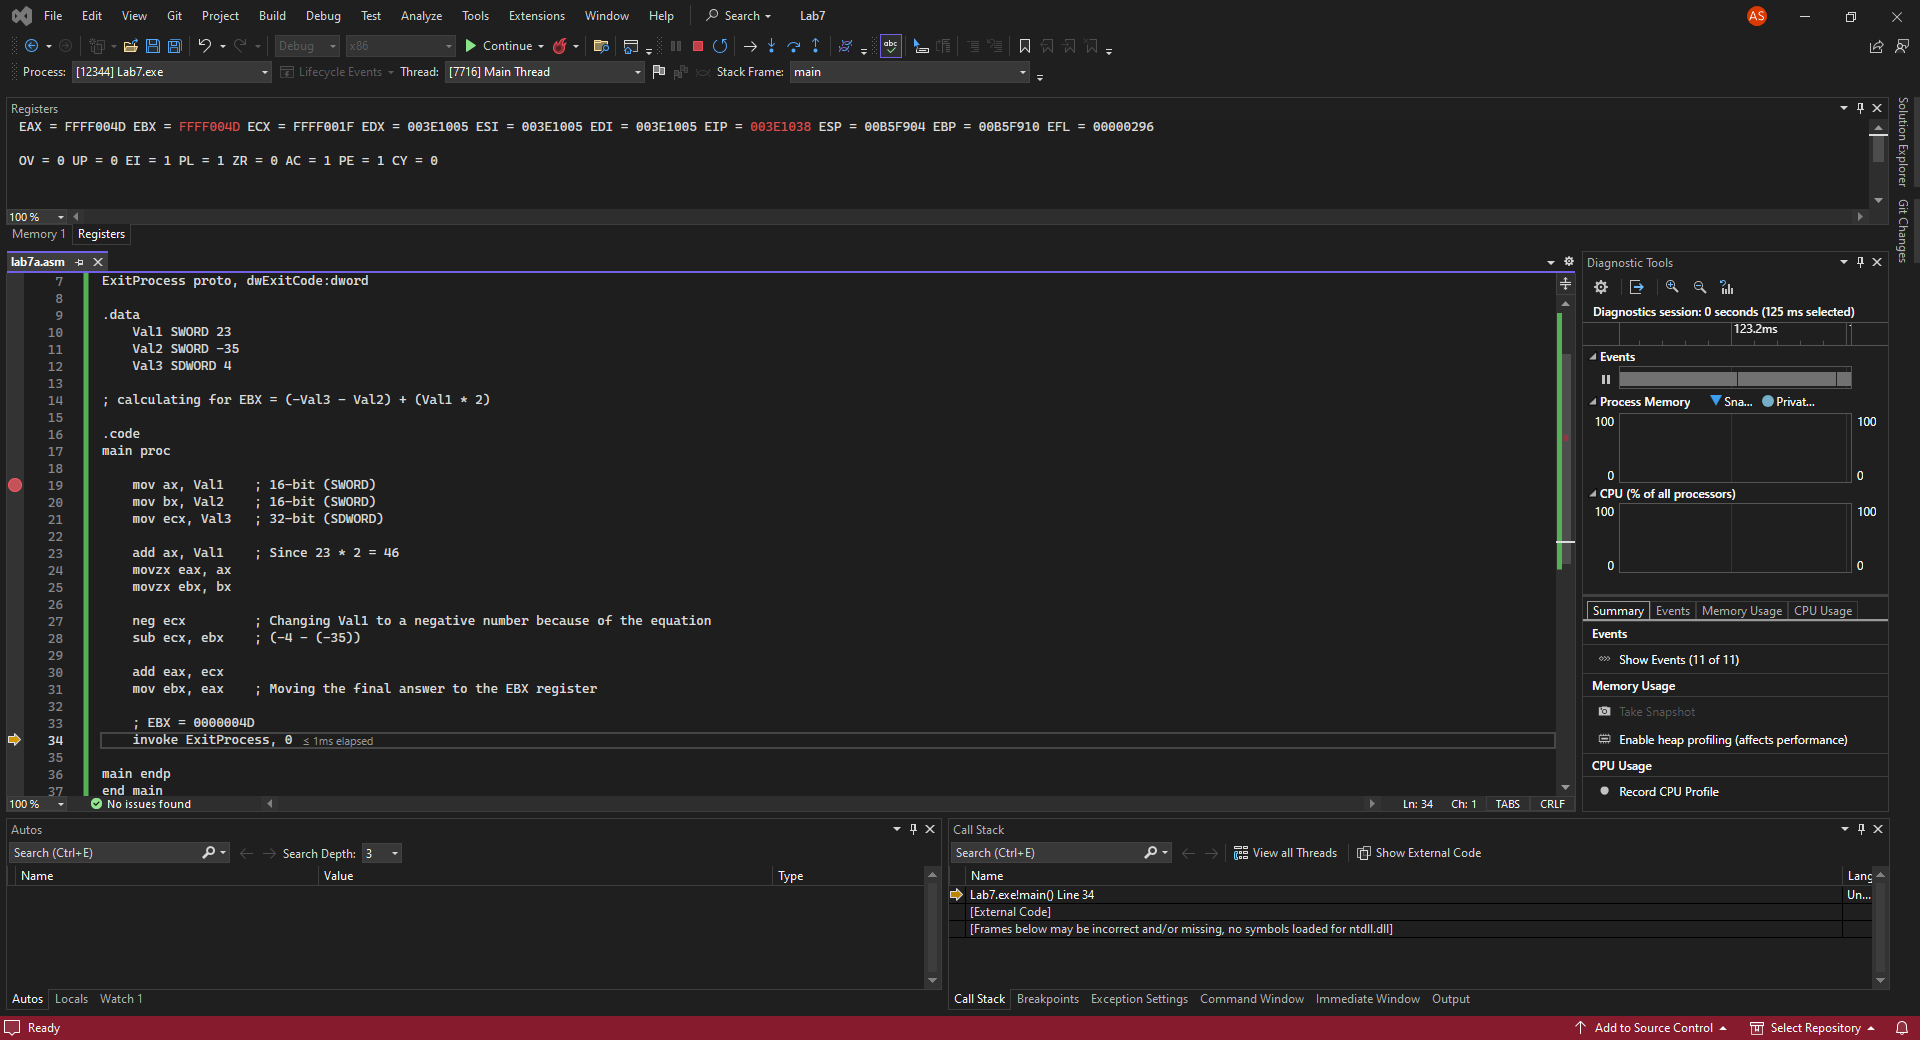 File Edit View Git Project Build Debug Test Analyze Tools Extensions Window Help Search Lab7 AS
Debug x86 Continue abc
Process: [12344] Lab7.exe Lifecycle Events Thread: [7716] Main Thread Stack Frame: main
Registers
EAX = FFFF004D EBX = FFFF004D ECX = FFFF001F EDX = 003E1005 ESI = 003E1005 EDI = 003E1005 EIP = 003E1038 ESP = 00B5F904 EBP = 00B5F910 EFL = 00000296
OV = 0 UP = 0 EI = 1 PL = 1 ZR = 0 AC = 1 PE = 1 CY = 0
100 %
Memory 1 Registers
Solution Explorer
Git Changes
lab7a.asm
7 ExitProcess proto, dwExitCode:dword
8
9 .data
10 Val1 SWORD 23
11 Val2 SWORD -35
12 Val3 SDWORD 4
13
14 ; calculating for EBX = (-Val3 - Val2) + (Val1 * 2)
15
16 .code
17 main proc
18
19 mov ax, Val1 ; 16-bit (SWORD)
20 mov bx, Val2 ; 16-bit (SWORD)
21 mov ecx, Val3 ; 32-bit (SDWORD)
22
23 add ax, Val1 ; Since 23 * 2 = 46
24 movzx eax, ax
25 movzx ebx, bx
26
27 neg ecx ; Changing Val1 to a negative number because of the equation
28 sub ecx, ebx ; (-4 - (-35))
29
30 add eax, ecx
31 mov ebx, eax ; Moving the final answer to the EBX register
32
33 ; EBX = 0000004D
34 invoke ExitProcess, 0 ≤ 1ms elapsed
35
36 main endp
37 end main
100 % No issues found Ln: 34 Ch: 1 TABS CRLF
Diagnostic Tools
Diagnostics session: 0 seconds (125 ms selected)
123.2ms
Events
Process Memory Sna... Privat...
100 100
0 0
CPU (% of all processors)
100 100
0 0
Summary Events Memory Usage CPU Usage
Events
Show Events (11 of 11)
Memory Usage
Take Snapshot
Enable heap profiling (affects performance)
CPU Usage
Record CPU Profile
Autos
Search (Ctrl+E) Search Depth: 3
Name Value Type
Autos Locals Watch 1
Call Stack
Search (Ctrl+E) View all Threads Show External Code
Name Lang
Lab7.exe!main() Line 34 Un...
[External Code]
[Frames below may be incorrect and/or missing, no symbols loaded for ntdll.dll]
Call Stack Breakpoints Exception Settings Command Window Immediate Window Output
Ready Add to Source Control Select Repository